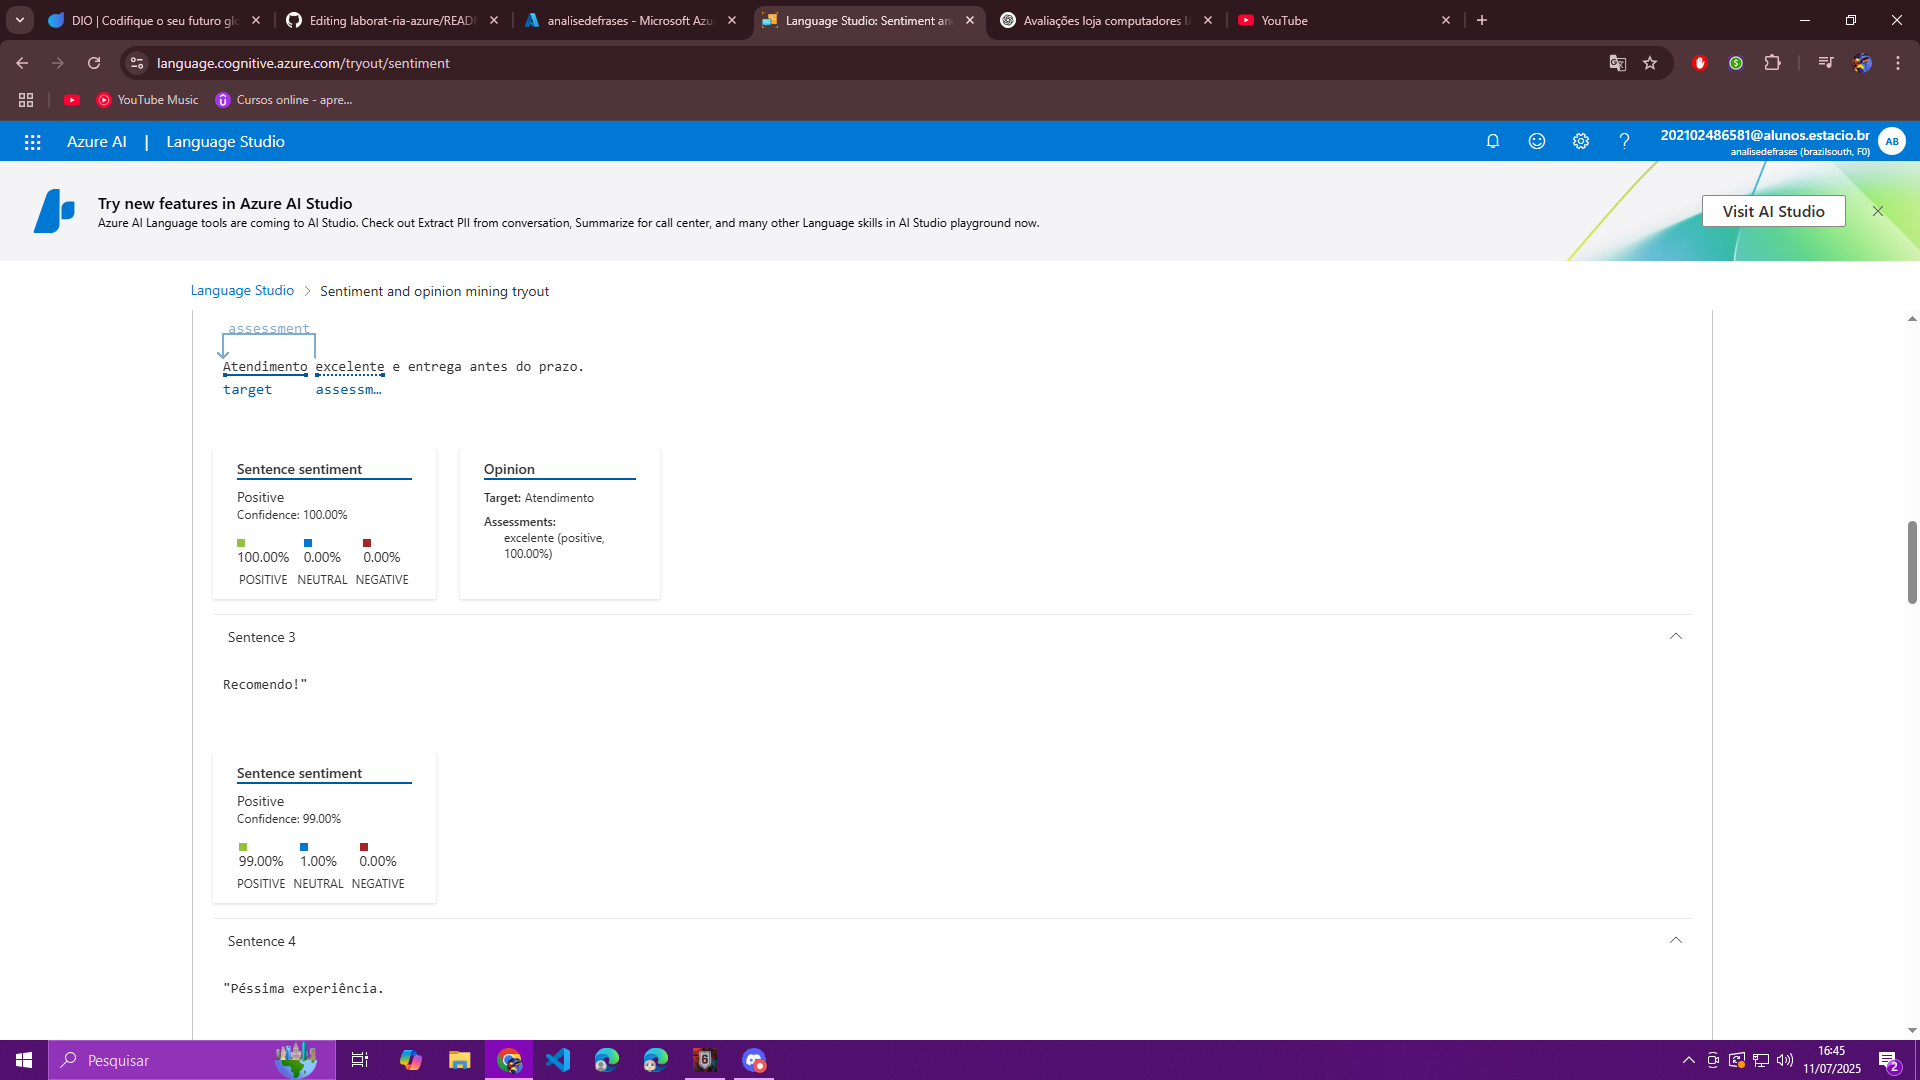 DIO | Codifique o seu futuro glo
Editing laborat-ria-azure/READM
analisedefrases - Microsoft Azu
Language Studio: Sentiment and
Avaliações loja computadores IA
YouTube
language.cognitive.azure.com/tryout/sentiment
YouTube Music
Cursos online - apre...
Azure AI | Language Studio
202102486581@alunos.estacio.br
analisedefrases (brazilsouth, F0)
AB
Try new features in Azure AI Studio
Azure AI Language tools are coming to AI Studio. Check out Extract PII from conversation, Summarize for call center, and many other Language skills in AI Studio playground now.
Visit AI Studio
Language Studio > Sentiment and opinion mining tryout
assessment
Atendimento excelente e entrega antes do prazo.
target assessm…
Sentence sentiment
Positive
Confidence: 100.00%
100.00% 0.00% 0.00%
POSITIVE NEUTRAL NEGATIVE
Opinion
Target: Atendimento
Assessments:
excelente (positive,
100.00%)
Sentence 3
Recomendo!"
Sentence sentiment
Positive
Confidence: 99.00%
99.00% 1.00% 0.00%
POSITIVE NEUTRAL NEGATIVE
Sentence 4
"Péssima experiência.
Pesquisar
6
16:45
11/07/2025
2